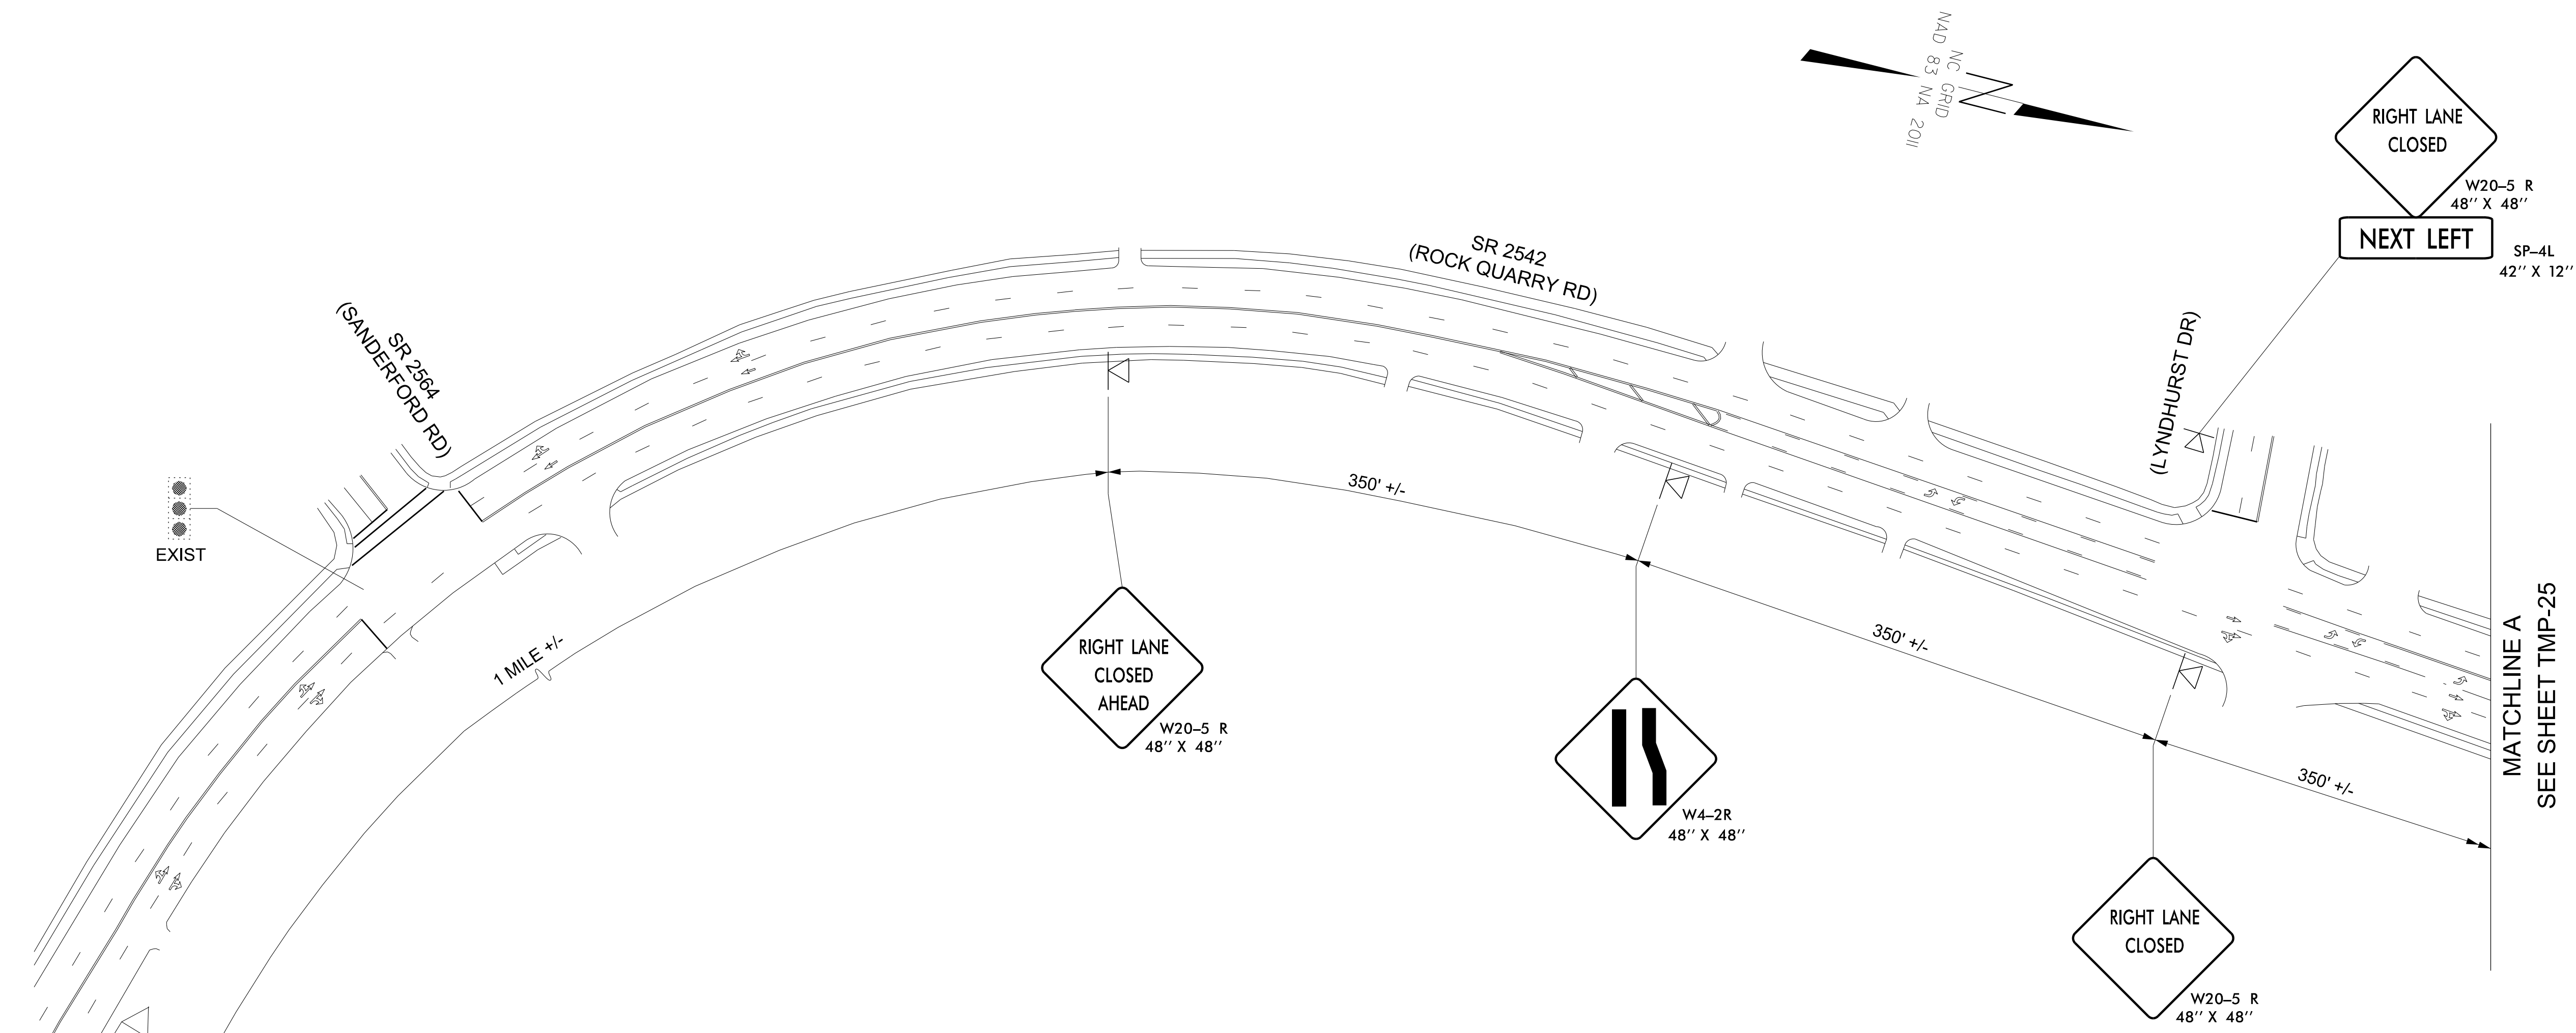 NC GRID
NAD 83 NA 2011
N
RIGHT LANE
CLOSED
W20–5 R
48’’ X 48’’
NEXT LEFT
SP–4L
42’’ X 12’’
SR 2542
(ROCK QUARRY RD)
SR 2564
(SANDERFORD RD)
(LYNDHURST DR)
EXIST
350' +/-
1 MILE +/-
350' +/-
350' +/-
RIGHT LANE
CLOSED
AHEAD
W20–5 R
48’’ X 48’’
W4–2R
48’’ X 48’’
RIGHT LANE
CLOSED
W20–5 R
48’’ X 48’’
MATCHLINE A
SEE SHEET TMP-25